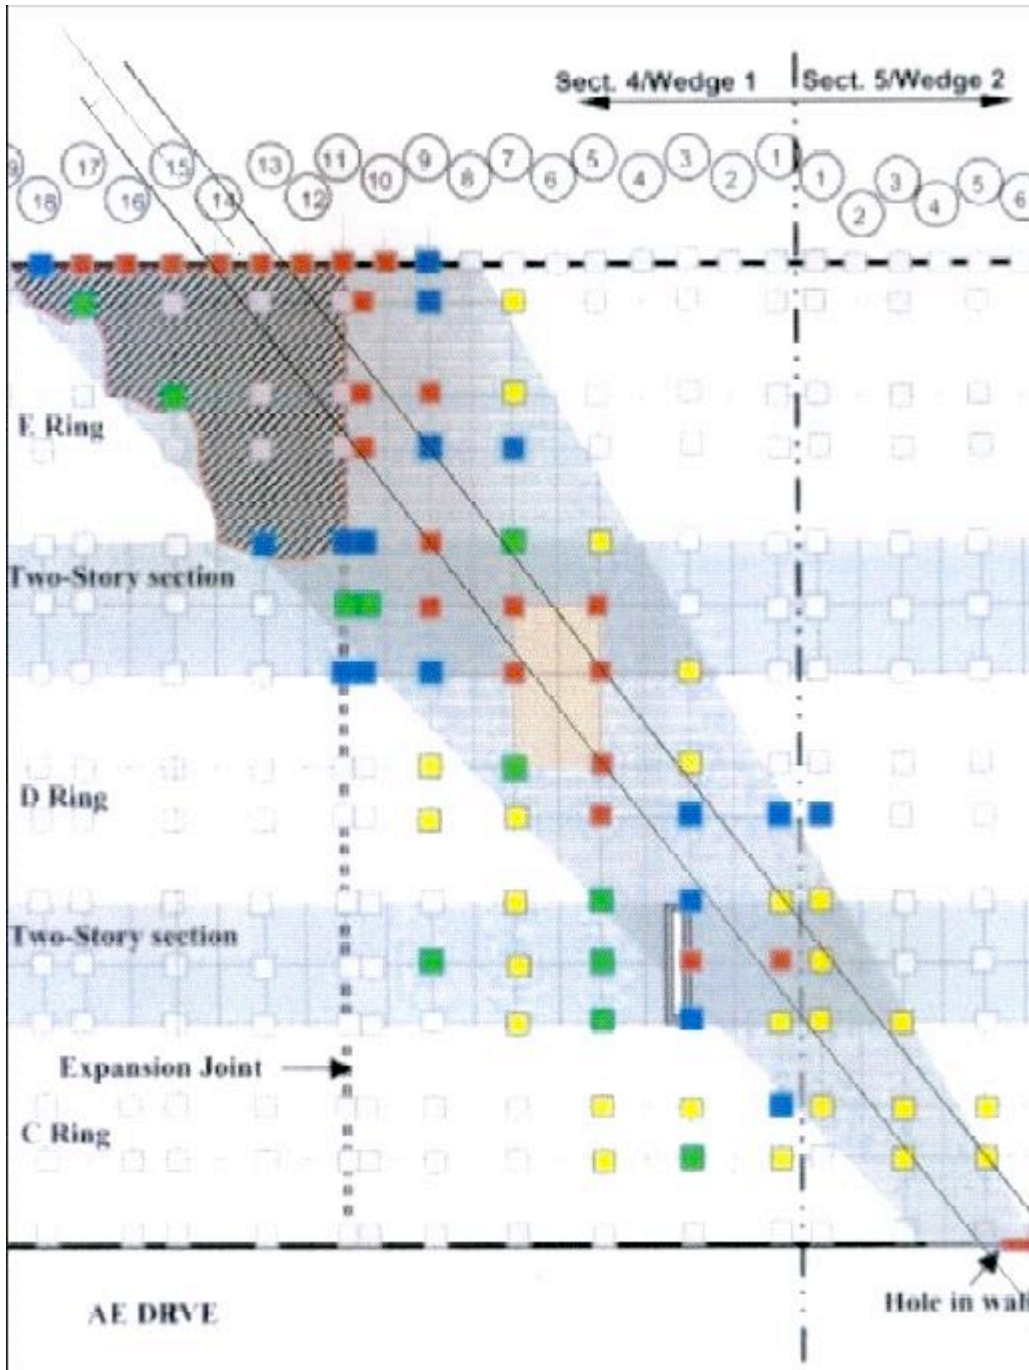 Sect. 4/Wedge 1 Sect. 5/Wedge 2
18 17 16 15 14 13 12 11 10 9 8 7 6 5 4 3 2 1 1 2 3 4 5 6
E Ring
Two-Story section
D Ring
Two-Story section
Expansion Joint
C Ring
Hole in wall
AE DRVE